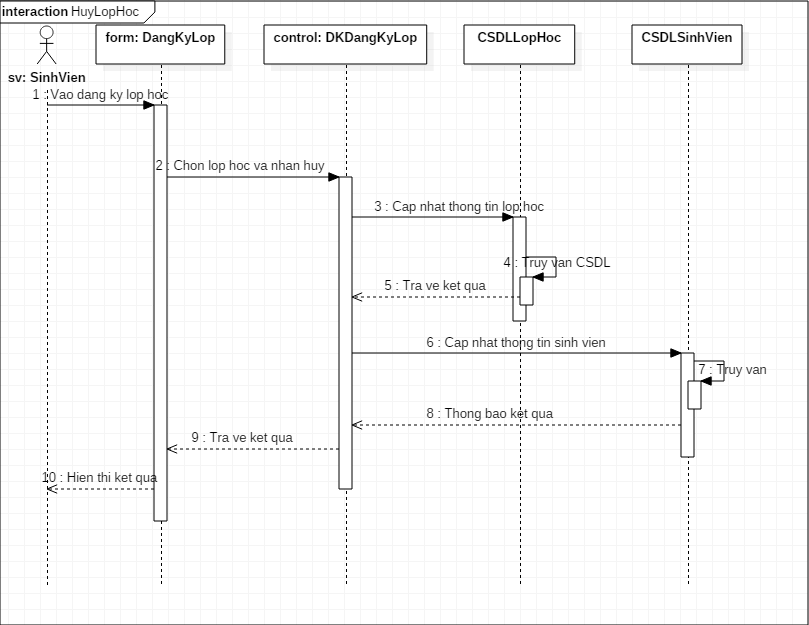 interaction HuyLopHoc
form: DangKyLop
control: DKDangKyLop
CSDLLopHoc
CSDLSinhVien
sv: SinhVien
1 : Vao dang ky lop hoc
2 : Chon lop hoc va nhan huy
3 : Cap nhat thong tin lop hoc
4 : Truy van CSDL
5 : Tra ve ket qua
6 : Cap nhat thong tin sinh vien
7 : Truy van
8 : Thong bao ket qua
9 : Tra ve ket qua
10 : Hien thi ket qua